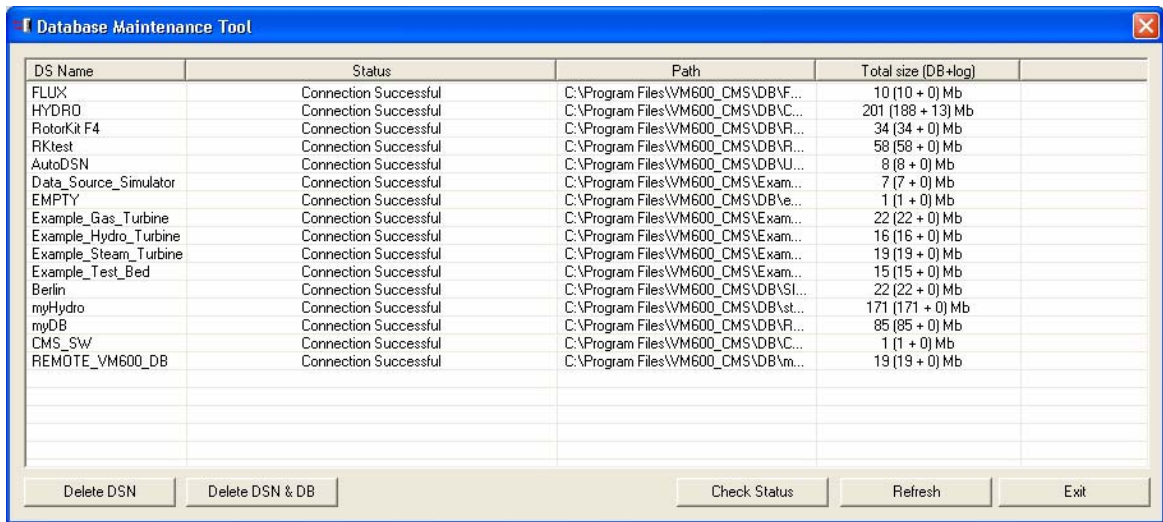 Database Maintenance Tool
DS Name Status Path Total size (DB+log)
FLUX Connection Successful C:\Program Files\VM600_CMS\DB\F... 10 (10 + 0) Mb
HYDRO Connection Successful C:\Program Files\VM600_CMS\DB\C... 201 (188 + 13) Mb
RotorKit F4 Connection Successful C:\Program Files\VM600_CMS\DB\R... 34 (34 + 0) Mb
RKtest Connection Successful C:\Program Files\VM600_CMS\DB\R... 58 (58 + 0) Mb
AutoDSN Connection Successful C:\Program Files\VM600_CMS\DB\U... 8 (8 + 0) Mb
Data_Source_Simulator Connection Successful C:\Program Files\VM600_CMS\Exam... 7 (7 + 0) Mb
EMPTY Connection Successful C:\Program Files\VM600_CMS\DB\e... 1 (1 + 0) Mb
Example_Gas_Turbine Connection Successful C:\Program Files\VM600_CMS\Exam... 22 (22 + 0) Mb
Example_Hydro_Turbine Connection Successful C:\Program Files\VM600_CMS\Exam... 16 (16 + 0) Mb
Example_Steam_Turbine Connection Successful C:\Program Files\VM600_CMS\Exam... 19 (19 + 0) Mb
Example_Test_Bed Connection Successful C:\Program Files\VM600_CMS\Exam... 15 (15 + 0) Mb
Berlin Connection Successful C:\Program Files\VM600_CMS\DB\SI... 22 (22 + 0) Mb
myHydro Connection Successful C:\Program Files\VM600_CMS\DB\st... 171 (171 + 0) Mb
myDB Connection Successful C:\Program Files\VM600_CMS\DB\R... 85 (85 + 0) Mb
CMS_SW Connection Successful C:\Program Files\VM600_CMS\DB\C... 1 (1 + 0) Mb
REMOTE_VM600_DB Connection Successful C:\Program Files\VM600_CMS\DB\m... 19 (19 + 0) Mb
Delete DSN Delete DSN & DB Check Status Refresh Exit